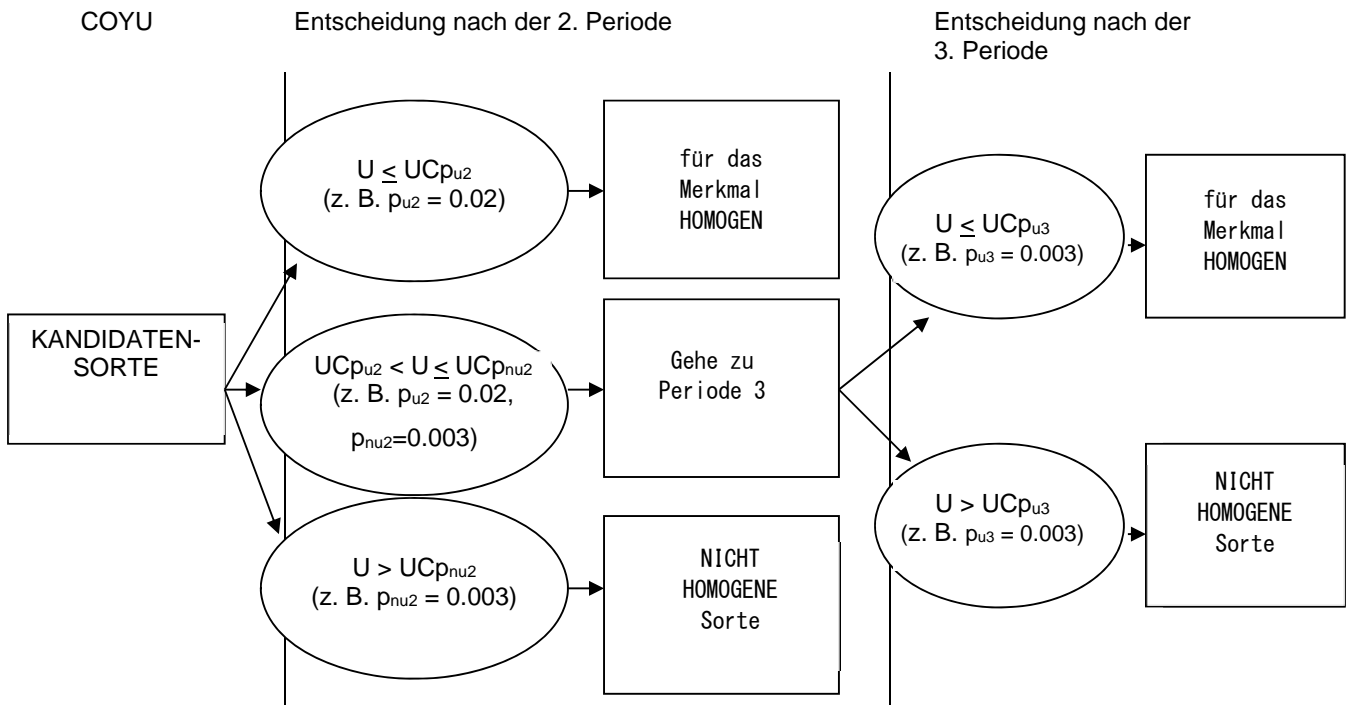 COYU
Entscheidung nach der 2. Periode
Entscheidung nach der
3. Periode
KANDIDATEN-
SORTE
U ≤ UCpu2
(z. B. pu2 = 0.02)
für das
Merkmal
HOMOGEN
UCpu2 < U ≤ UCpnu2
(z. B. pu2 = 0.02,
pnu2=0.003)
Gehe zu
Periode 3
U > UCpnu2
(z. B. pnu2 = 0.003)
NICHT
HOMOGENE
Sorte
U ≤ UCpu3
(z. B. pu3 = 0.003)
für das
Merkmal
HOMOGEN
U > UCpu3
(z. B. pu3 = 0.003)
NICHT
HOMOGENE
Sorte